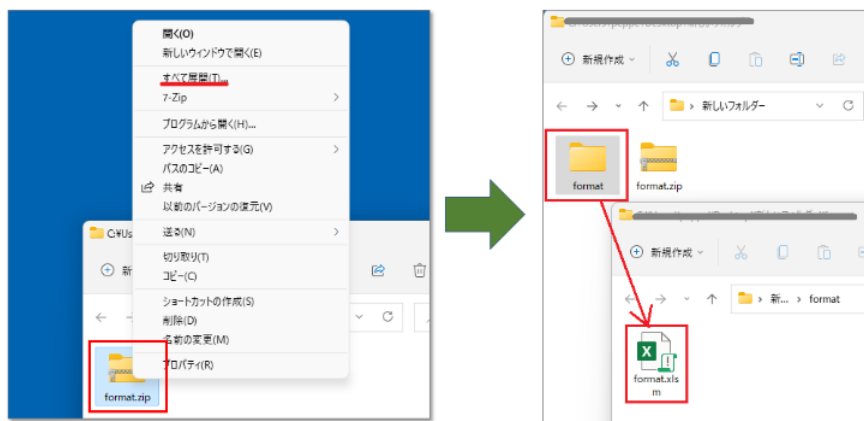 開く(O)
新しいウィンドウで開く(E)
すべて展開(T)...
7-Zip
プログラムから開く(H)...
アクセスを許可する(G)
パスのコピー(A)
共有
以前のバージョンの復元(V)
送る(N)
切り取り(T)
コピー(C)
ショートカットの作成(S)
削除(D)
名前の変更(M)
プロパティ(R)
C:¥Us
新
format.zip
新規作成
新しいフォルダー
format
format.zip
新規作成
新... › format
format.xls
m